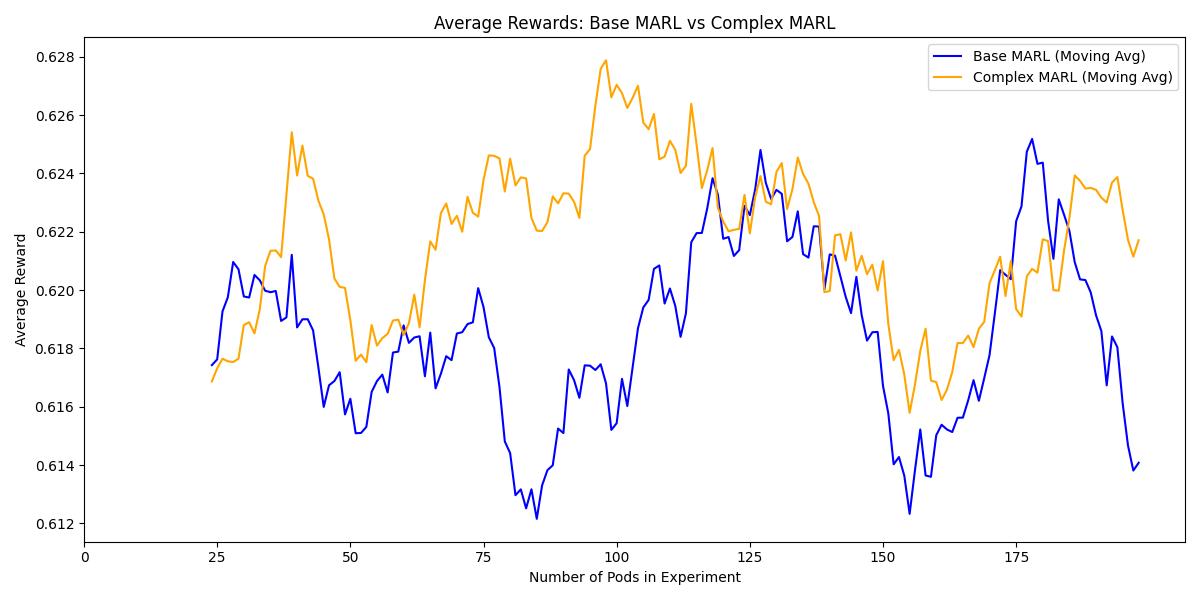 Average Rewards: Base MARL vs Complex MARL
Base MARL (Moving Avg)
Complex MARL (Moving Avg)
Average Reward
0.628
0.626
0.624
0.622
0.620
0.618
0.616
0.614
0.612
0 25 50 75 100 125 150 175
Number of Pods in Experiment